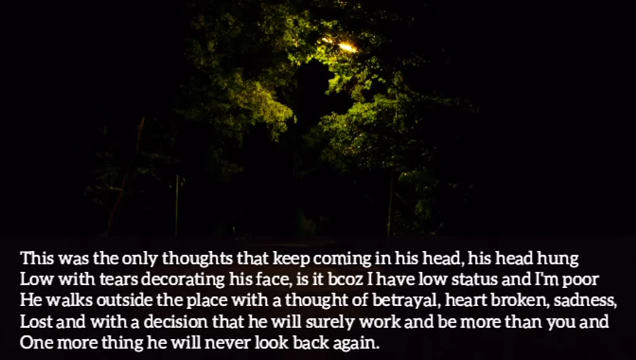 This was the only thoughts that keep coming in his head, his head hung
Low with tears decorating his face, is it bcoz I have low status and I'm poor
He walks outside the place with a thought of betrayal, heart broken, sadness,
Lost and with a decision that he will surely work and be more than you and
One more thing he will never look back again.